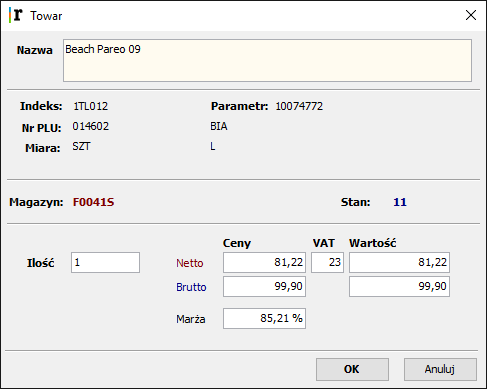 r Towar
Nazwa Beach Pareo 09
Indeks: 1TL012 Parametr: 10074772
Nr PLU: 014602 BIA
Miara: SZT L
Magazyn: F0041S Stan: 11
Ceny VAT Wartość
Ilość 1 Netto 81,22 23 81,22
Brutto 99,90 99,90
Marża 85,21 %
OK Anuluj